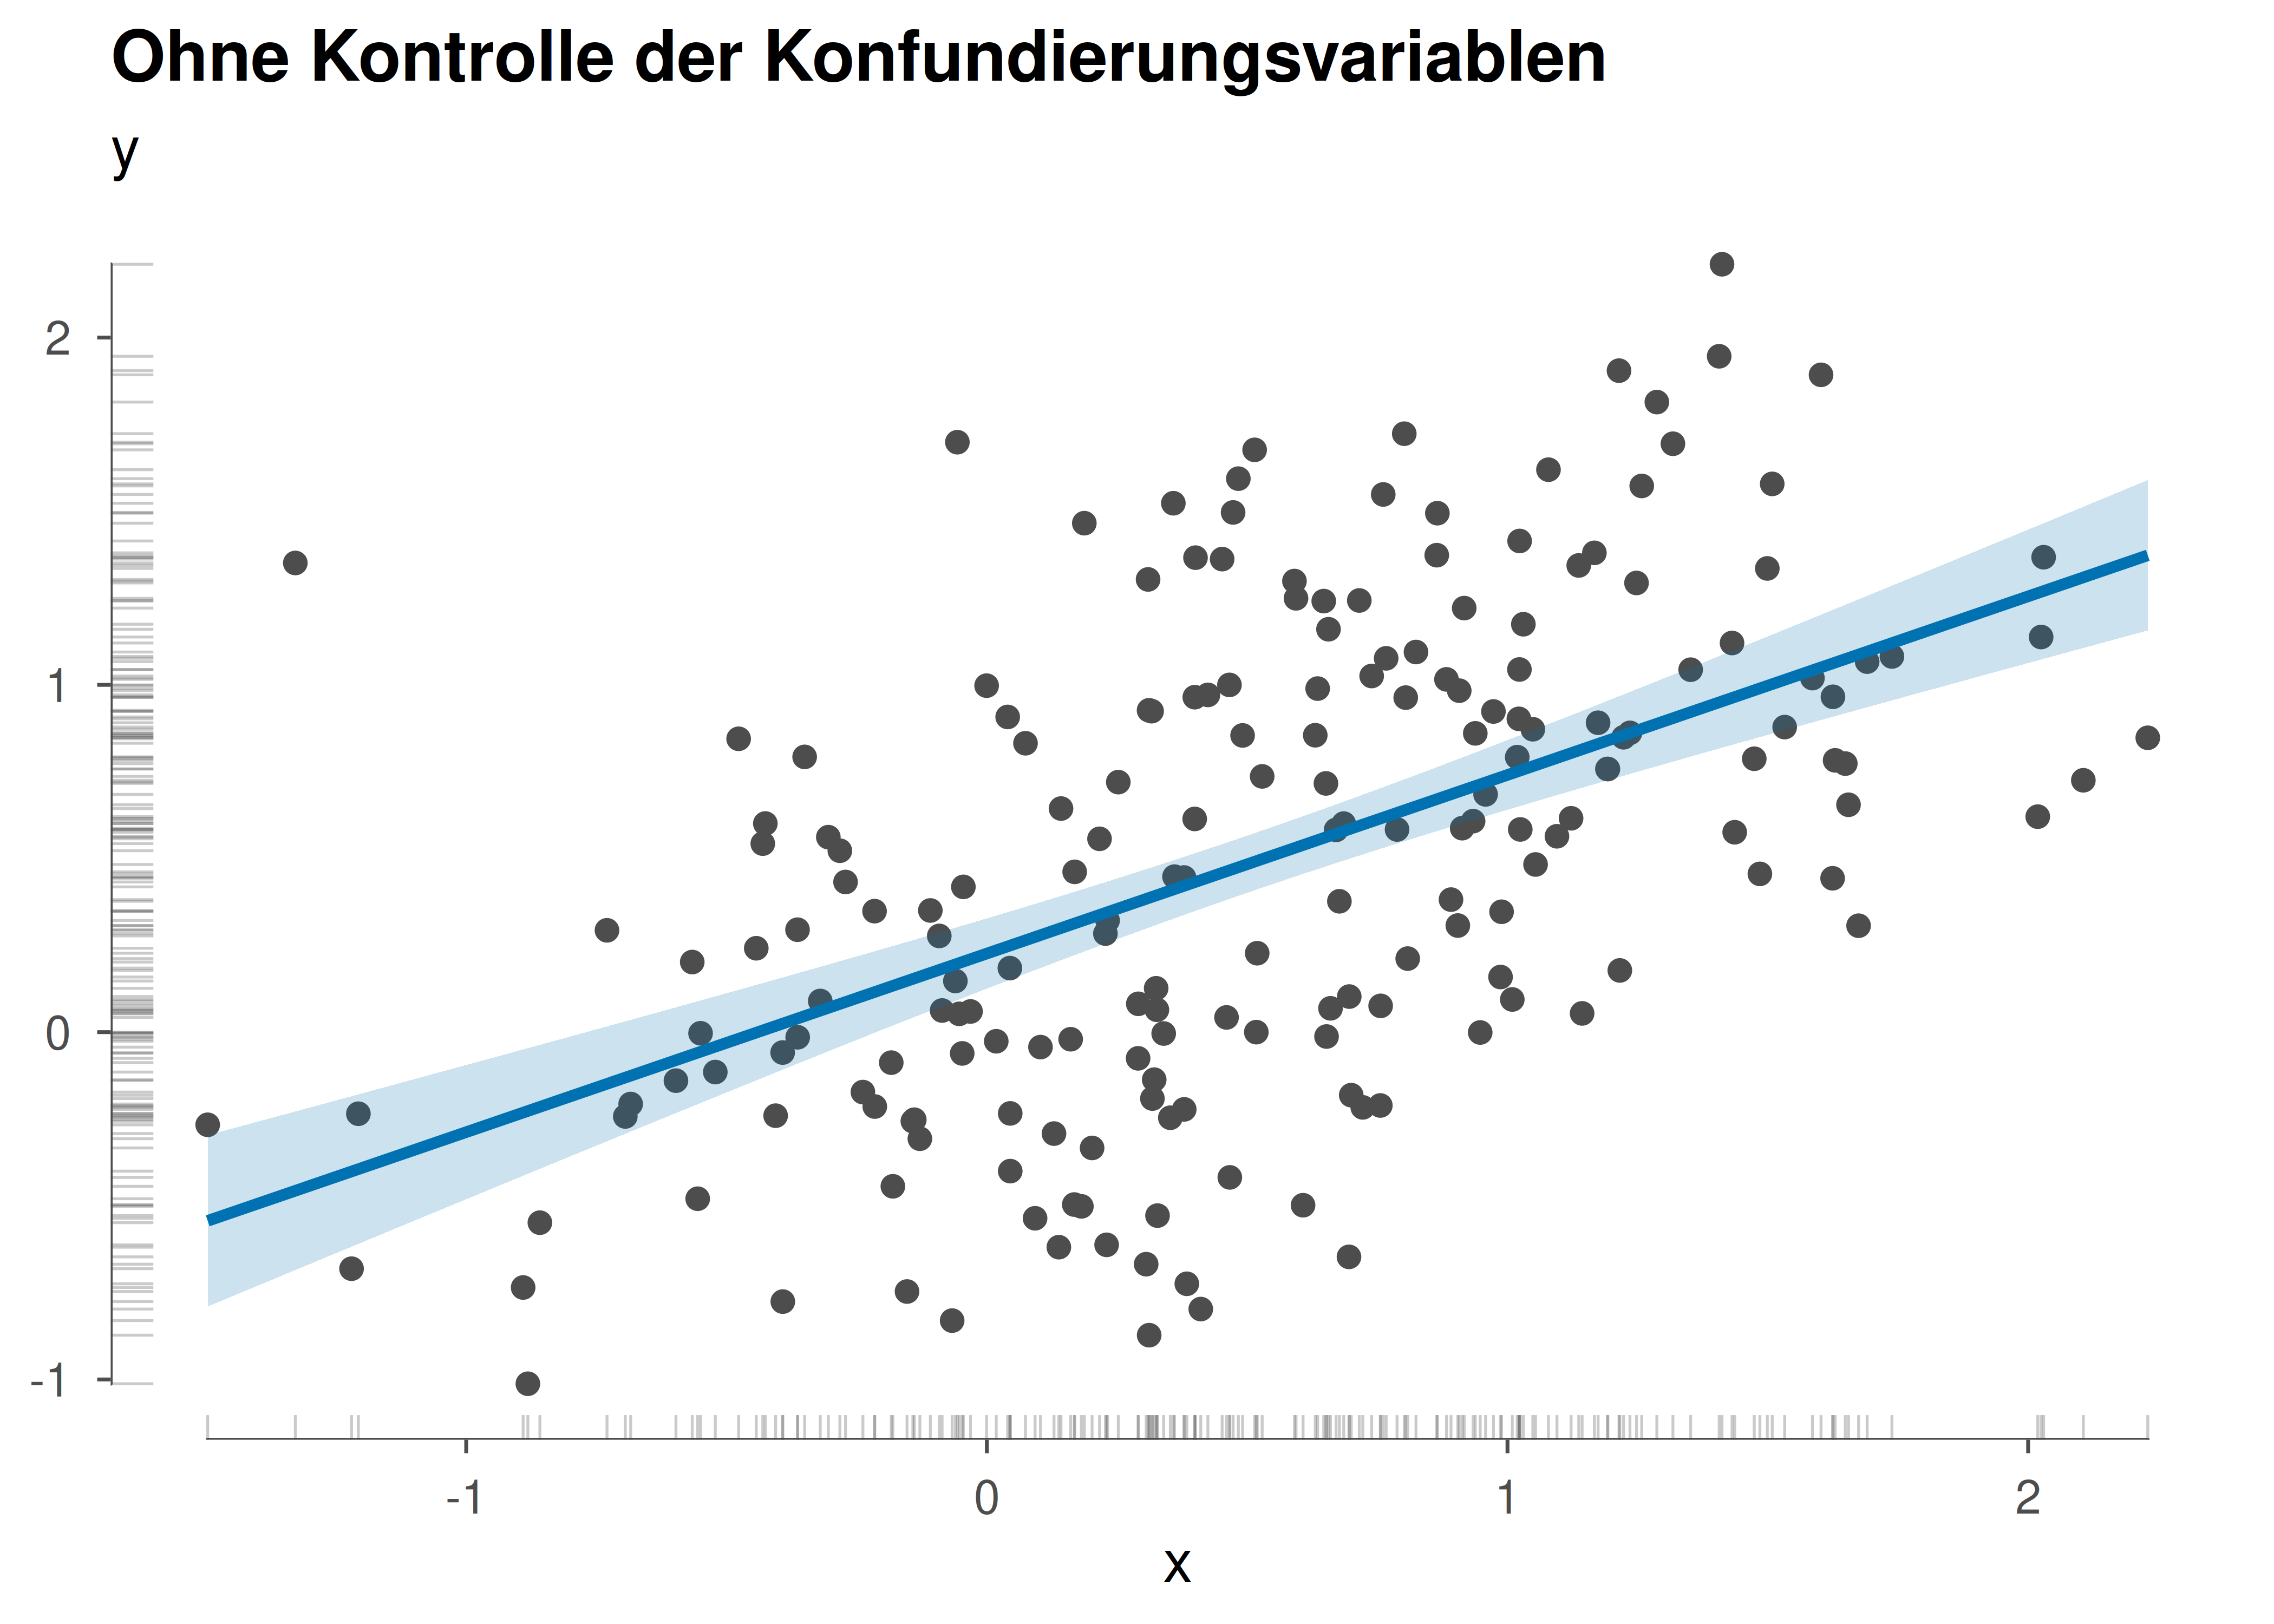 Ohne Kontrolle der Konfundierungsvariablen
y
2
1
0
-1
-1 0 1 2
x